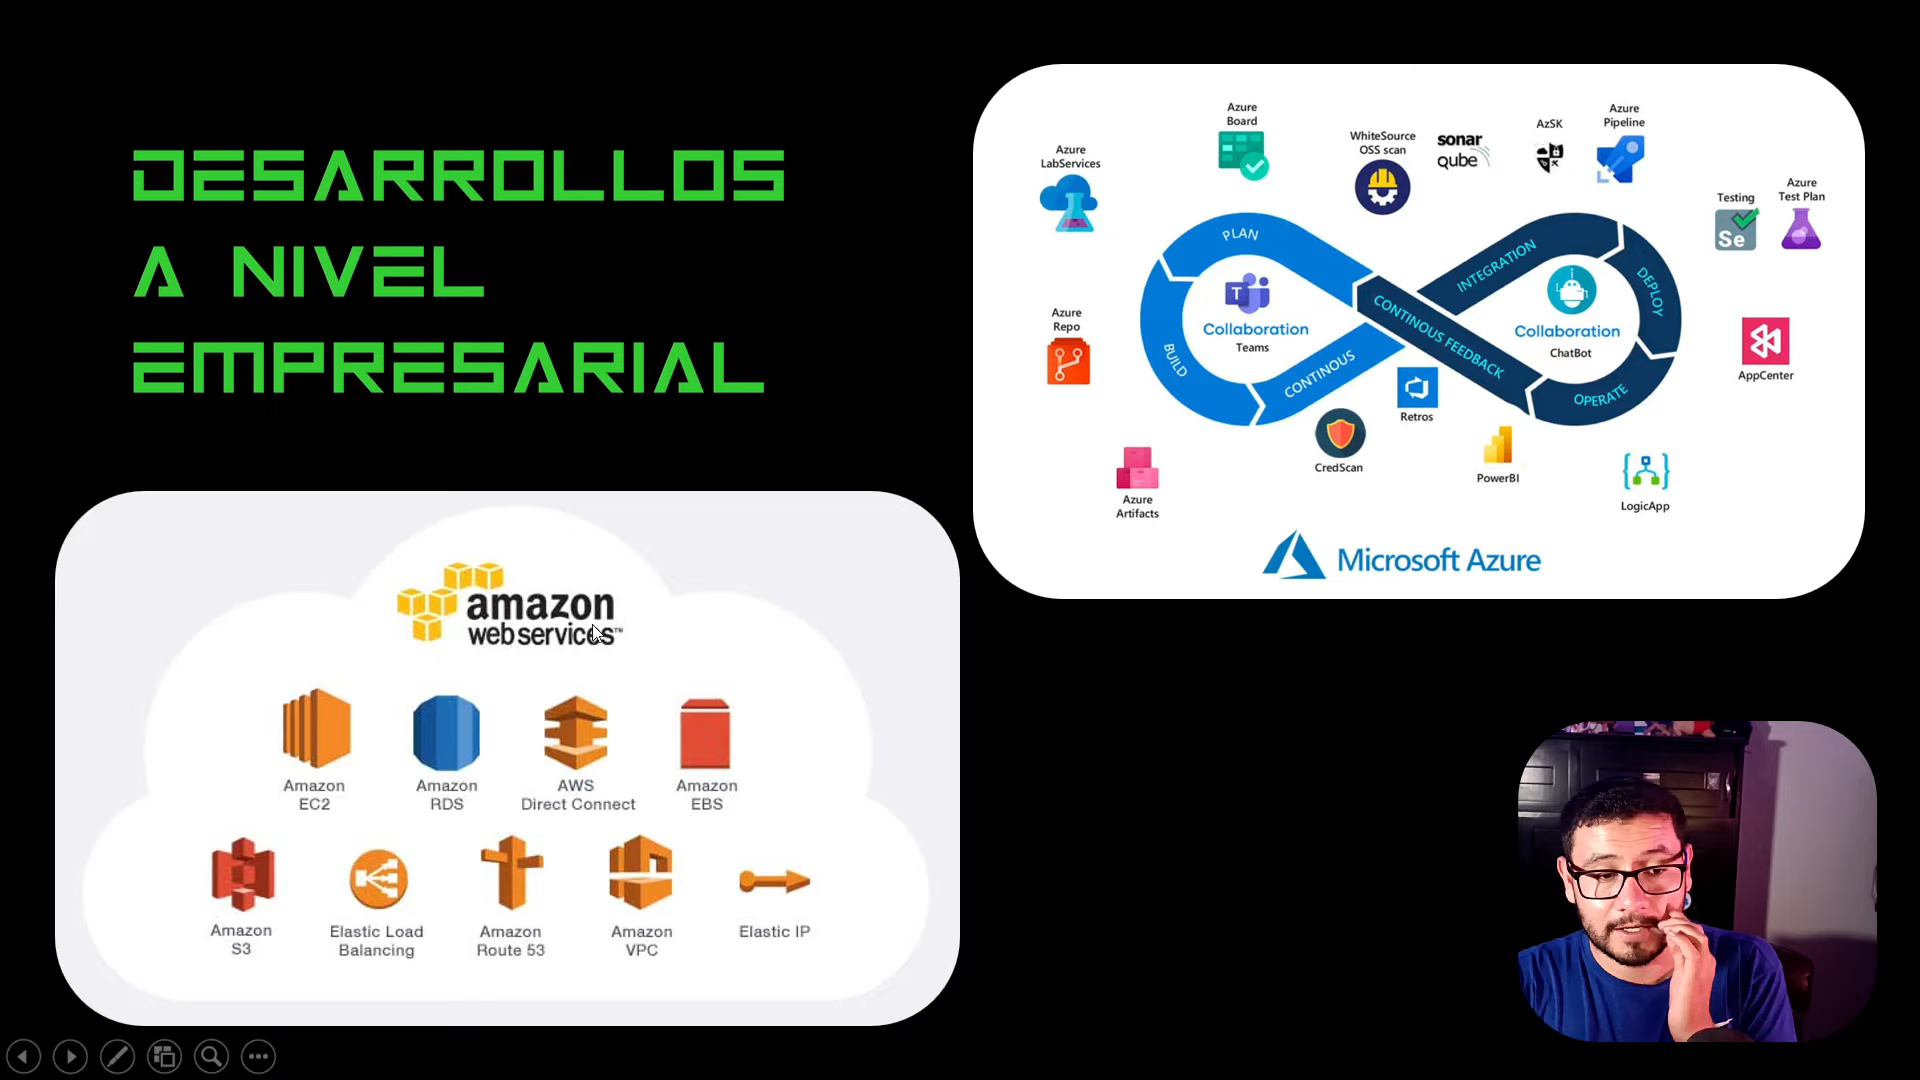 DESARROLLOS
A NIVEL
EMPRESARIAL
Azure
Board
WhiteSource
OSS scan
sonar
qube
AzSK
Azure
Pipeline
Azure
LabServices
Testing
Se
Azure
Test Plan
PLAN
INTEGRATION
DEPLOY
T
Collaboration
Teams
CONTINOUS FEEDBACK
Collaboration
ChatBot
Azure
Repo
BUILD
CONTINOUS
OPERATE
AppCenter
Retros
CredScan
PowerBI
Azure
Artifacts
LogicApp
Microsoft Azure
amazon
web services™
Amazon
EC2
Amazon
RDS
AWS
Direct Connect
Amazon
EBS
Amazon
S3
Elastic Load
Balancing
Amazon
Route 53
Amazon
VPC
Elastic IP